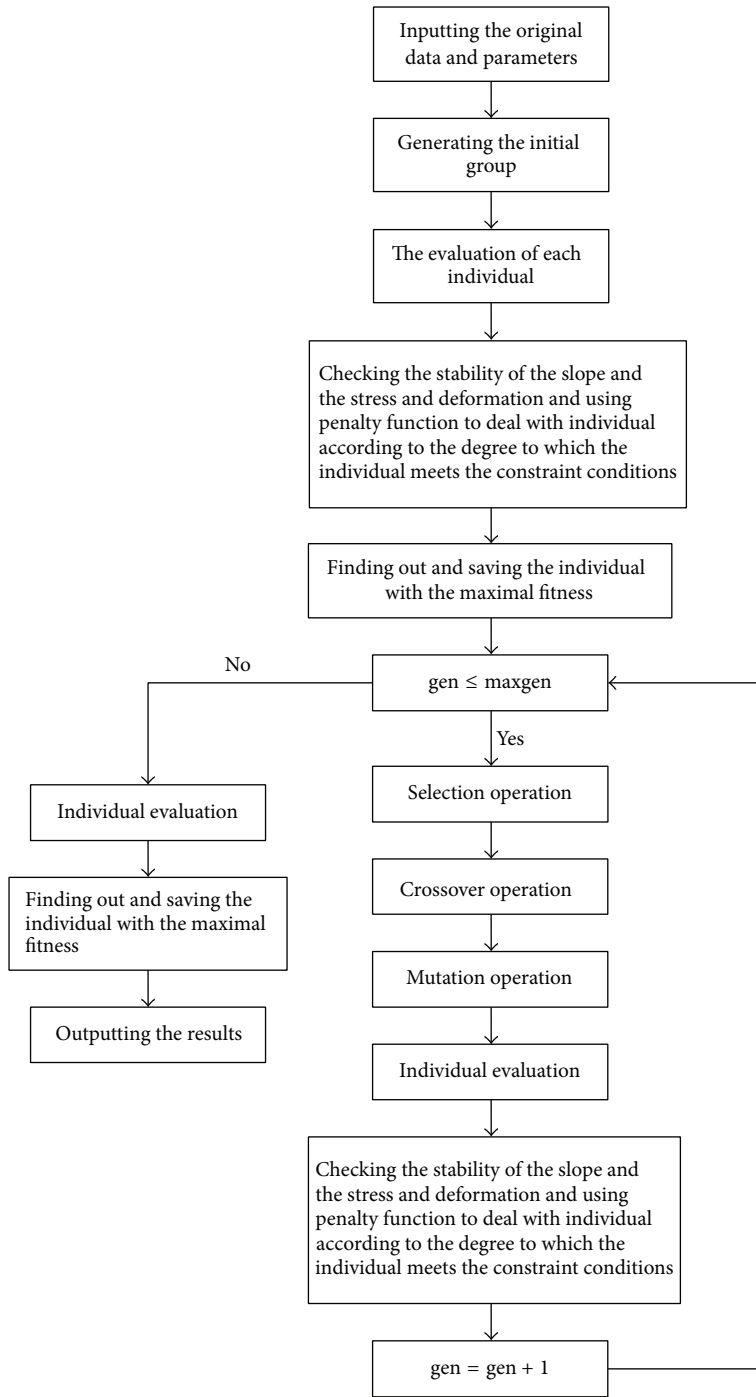 Inputting the original
data and parameters
Generating the initial
group
The evaluation of each
individual
Checking the stability of the slope and
the stress and deformation and using
penalty function to deal with individual
according to the degree to which the
individual meets the constraint conditions
Finding out and saving the individual
with the maximal fitness
No
gen ≤ maxgen
Yes
Individual evaluation
Finding out and saving the
individual with the maximal
fitness
Outputting the results
Selection operation
Crossover operation
Mutation operation
Individual evaluation
Checking the stability of the slope and
the stress and deformation and using
penalty function to deal with individual
according to the degree to which the
individual meets the constraint conditions
gen = gen + 1